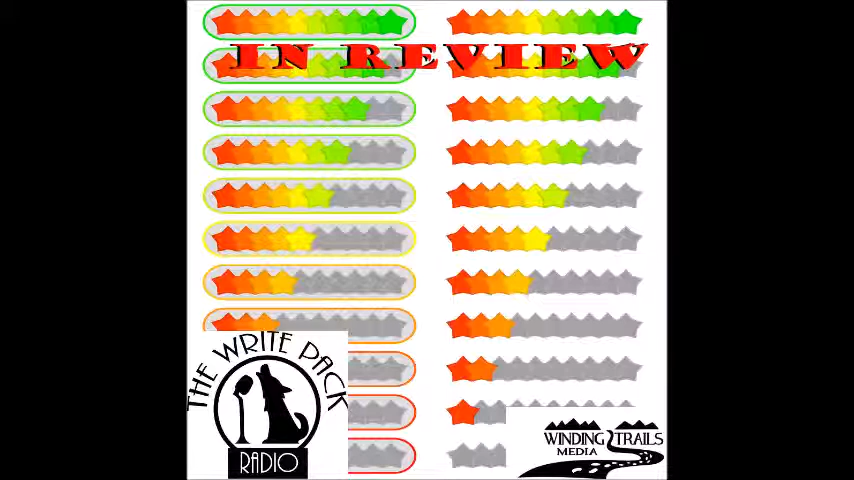 IN REVIEW
THE WRITE PACK
RADIO
WINDING TRAILS
MEDIA